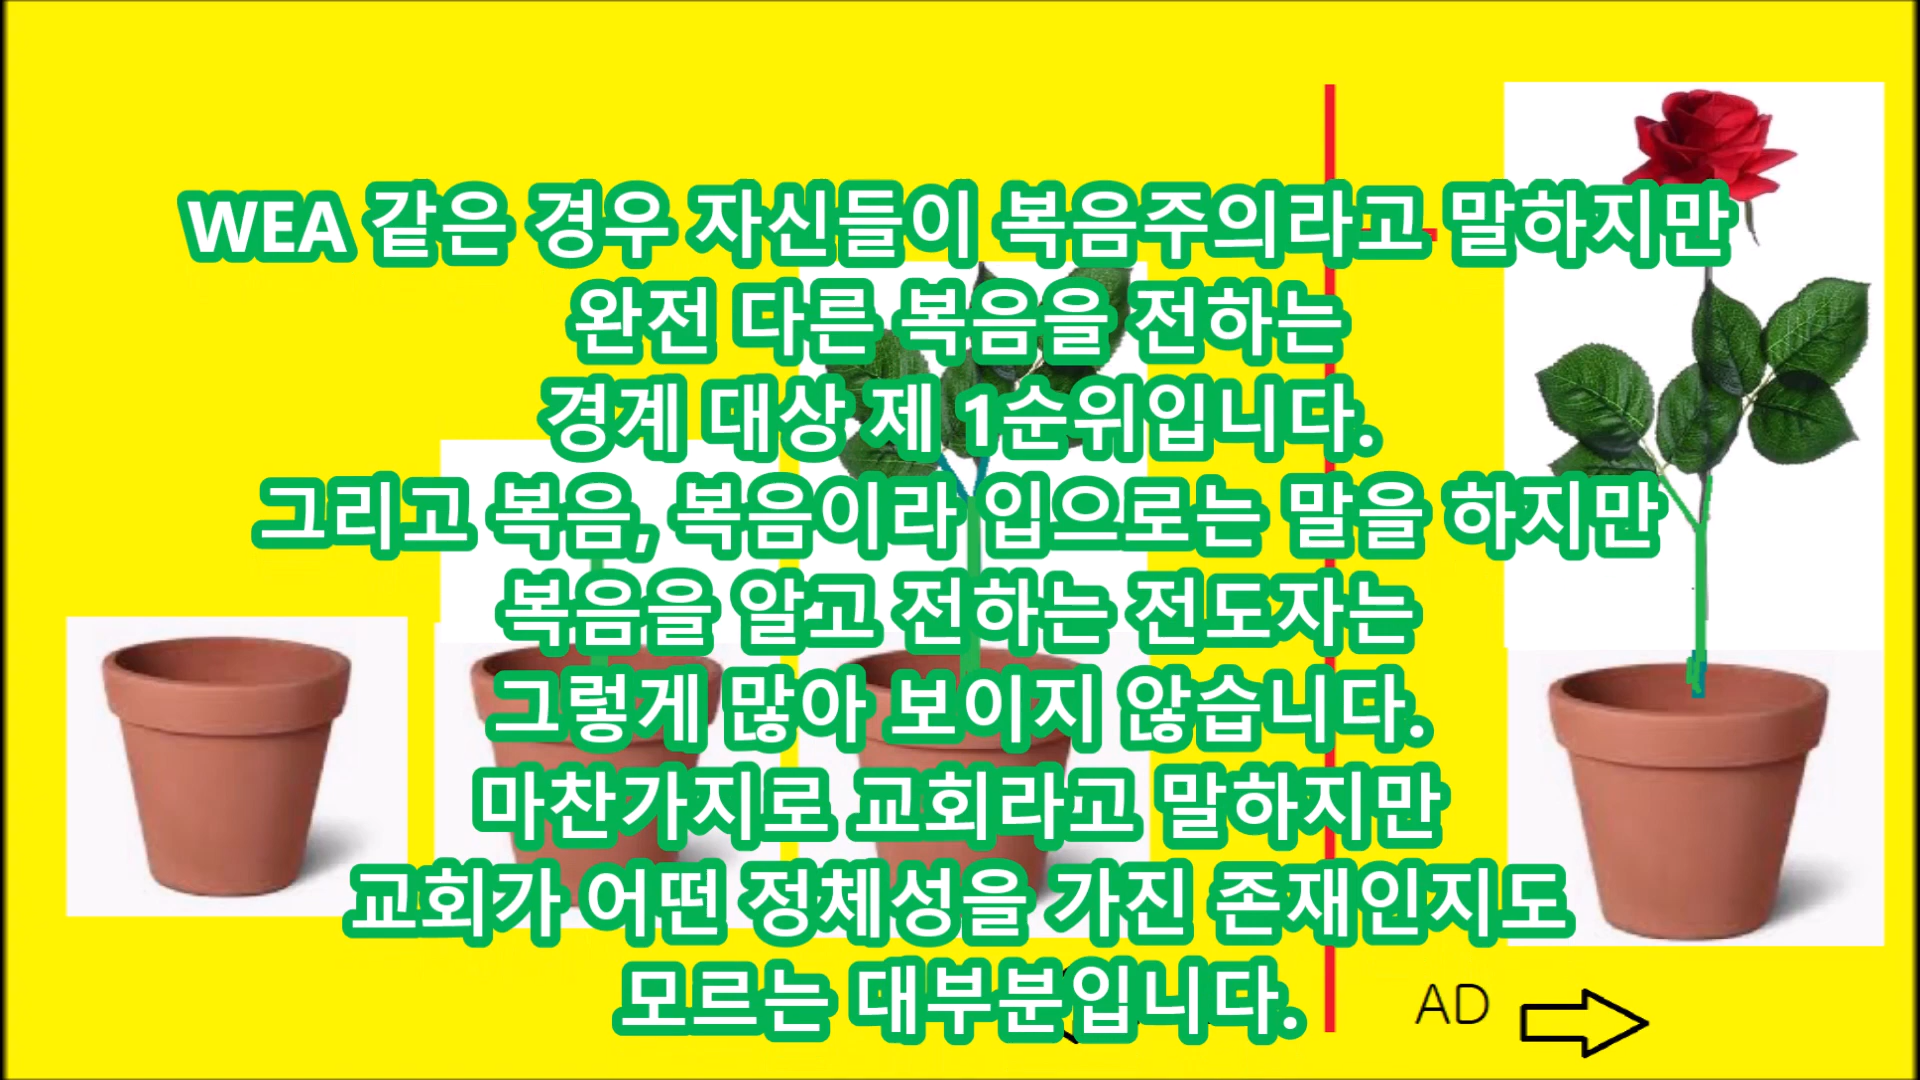 WEA 같은 경우 자신들이 복음주의라고 말하지만
완전 다른 복음을 전하는
경계 대상 제 1순위입니다.
그리고 복음, 복음이라 입으로는 말을 하지만
복음을 알고 전하는 전도자는
그렇게 많아 보이지 않습니다.
마찬가지로 교회라고 말하지만
교회가 어떤 정체성을 가진 존재인지도
모르는 대부분입니다.
AD